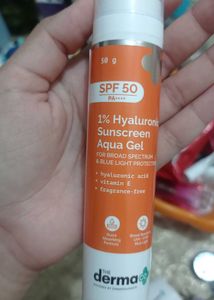 50 g
SPF 50
PA++++
1% Hyaluronic
Sunscreen
Aqua Gel
FOR BROAD SPECTRUM
& BLUE LIGHT PROTECTION
• hyaluronic acid
• vitamin E
• fragrance-free
THE
derma